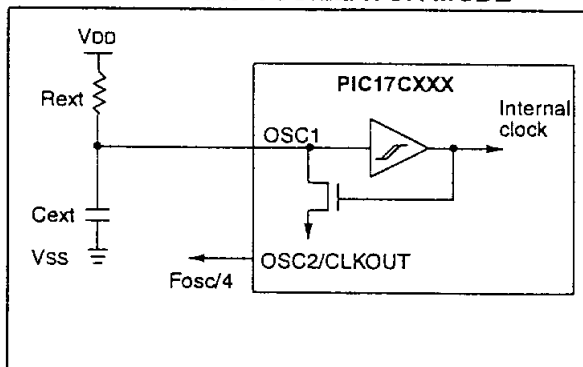 VDD
Rext
PIC17CXXX
Internal
clock
OSC1
Cext
VSS
OSC2/CLKOUT
Fosc/4